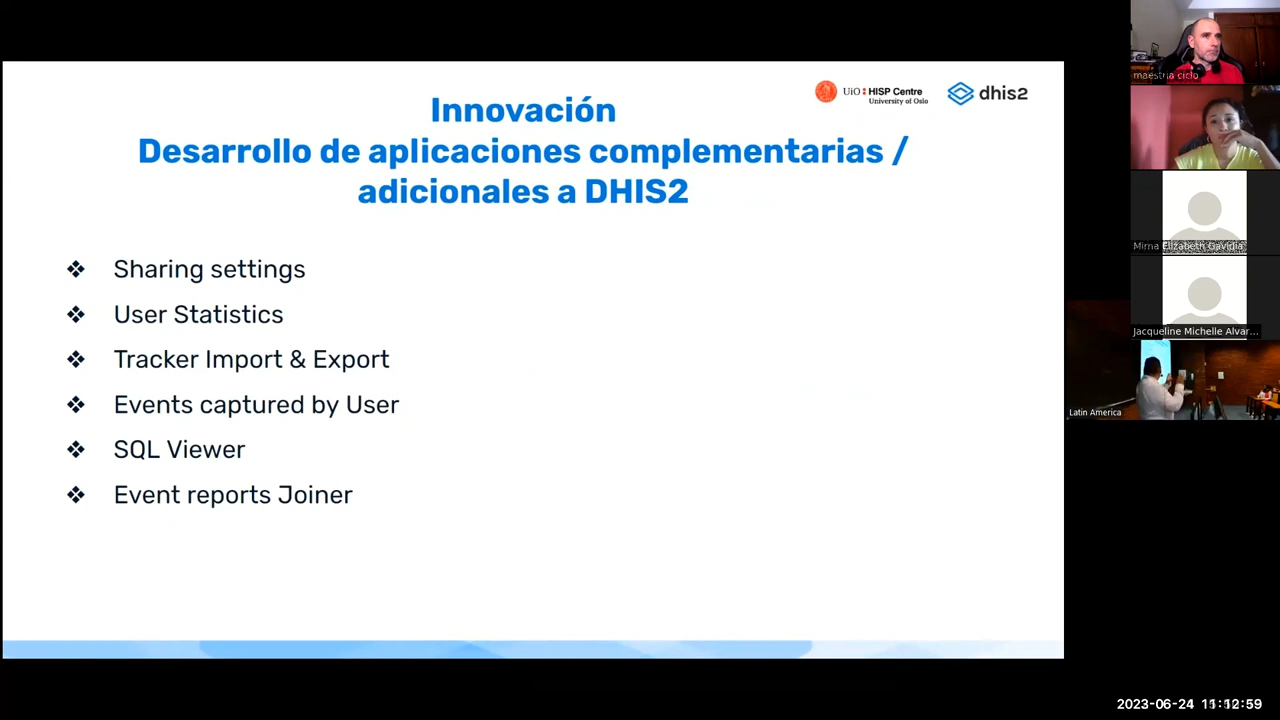 Innovación
Desarrollo de aplicaciones complementarias /
adicionales a DHIS2
UiO HISP Centre
University of Oslo
dhis2
❖ Sharing settings
❖ User Statistics
❖ Tracker Import & Export
❖ Events captured by User
❖ SQL Viewer
❖ Event reports Joiner
maestria ciclo
Mirna Elizabeth Gavidia
Jacqueline Michelle Alvar...
Latin America
2023-06-24 11:12:59